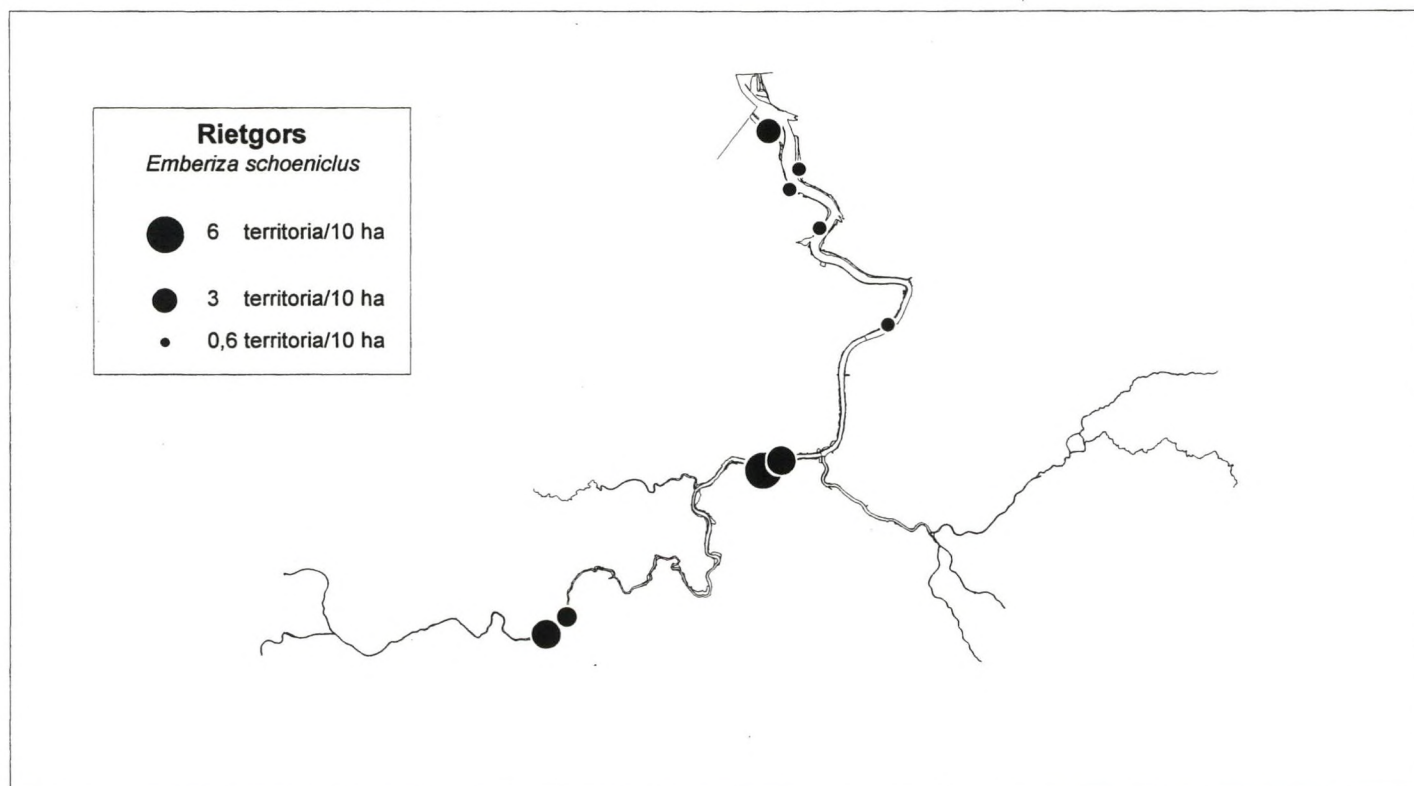 Rietgors
Emberiza schoeniclus
6 territoria/10 ha
3 territoria/10 ha
0,6 territoria/10 ha